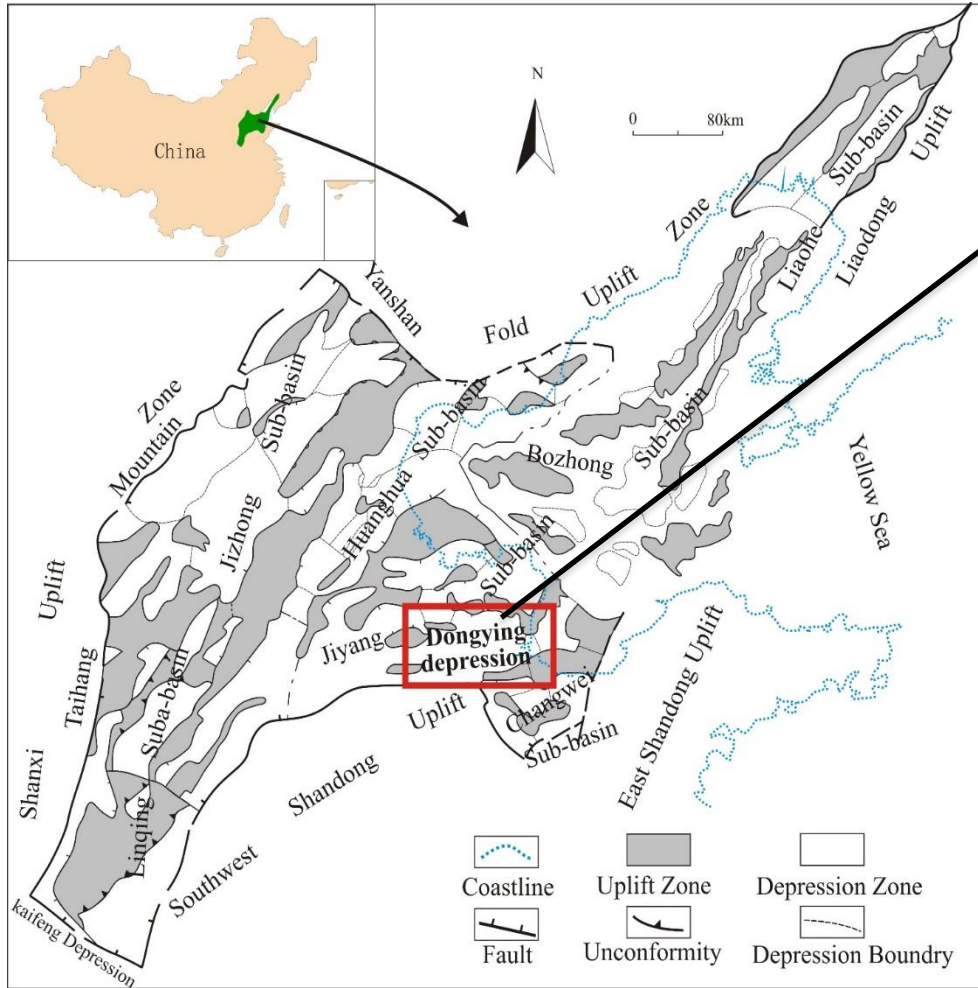 China
N
0 80km
Sub-basin
Uplift
Zone
Liaohe
Liaodong
Uplift
Yanshan
Fold
Zone
Mountain
Sub-basin
Sub-basin
Sub-basin
Bozhong
Yellow Sea
Huanghua
Jizhong
Sub-basin
Uplift
Jiyang
Dongying
depression
Suba-basin
Taihang
Uplift
Changwei
Sub-basin
East Shandong Uplift
Shanxi
Shandong
Linqing
Southwest
kaifeng Depression
Coastline
Uplift Zone
Depression Zone
Fault
Unconformity
Depression Boundry